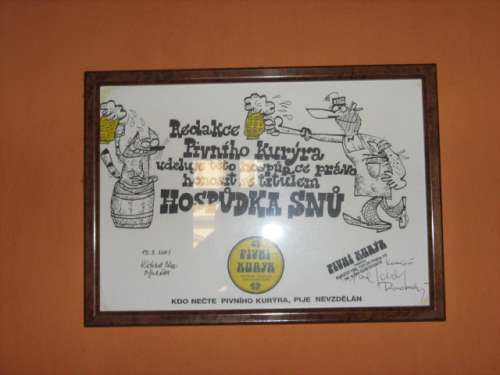 Redakce
Pivního Kurýra
uděluje této hospůdce právo
honosit se titulem
HOSPŮDKA SNŮ
PIVNÍ
KURÝR
PIVNÍ KURÝR
KDO NEČTE PIVNÍHO KURÝRA, PIJE NEVZDĚLÁN